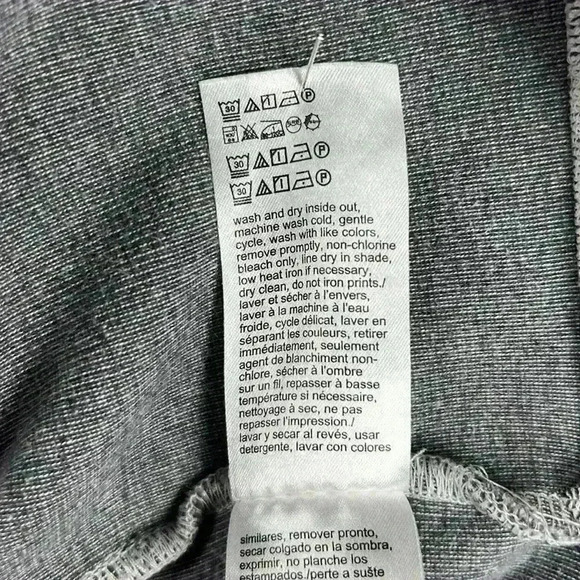 30 P
30 P
30 P
wash and dry inside out,
machine wash cold, gentle
cycle, wash with like colors,
remove promptly, non-chlorine
bleach only, line dry in shade,
low heat iron if necessary,
dry clean, do not iron prints./
laver et sécher à l'envers,
laver à la machine à l'eau
froide, cycle délicat, laver en
séparant les couleurs, retirer
immédiatement, seulement
agent de blanchiment non-
chlore, sécher à l'ombre
sur un fil, repasser à basse
température si nécessaire,
nettoyage à sec, ne pas
repasser l'impression./
lavar y secar al revés, usar
detergente, lavar con colores
similares, remover pronto,
secar colgado en la sombra,
exprimir, no planche los
estampados./perte a sušte